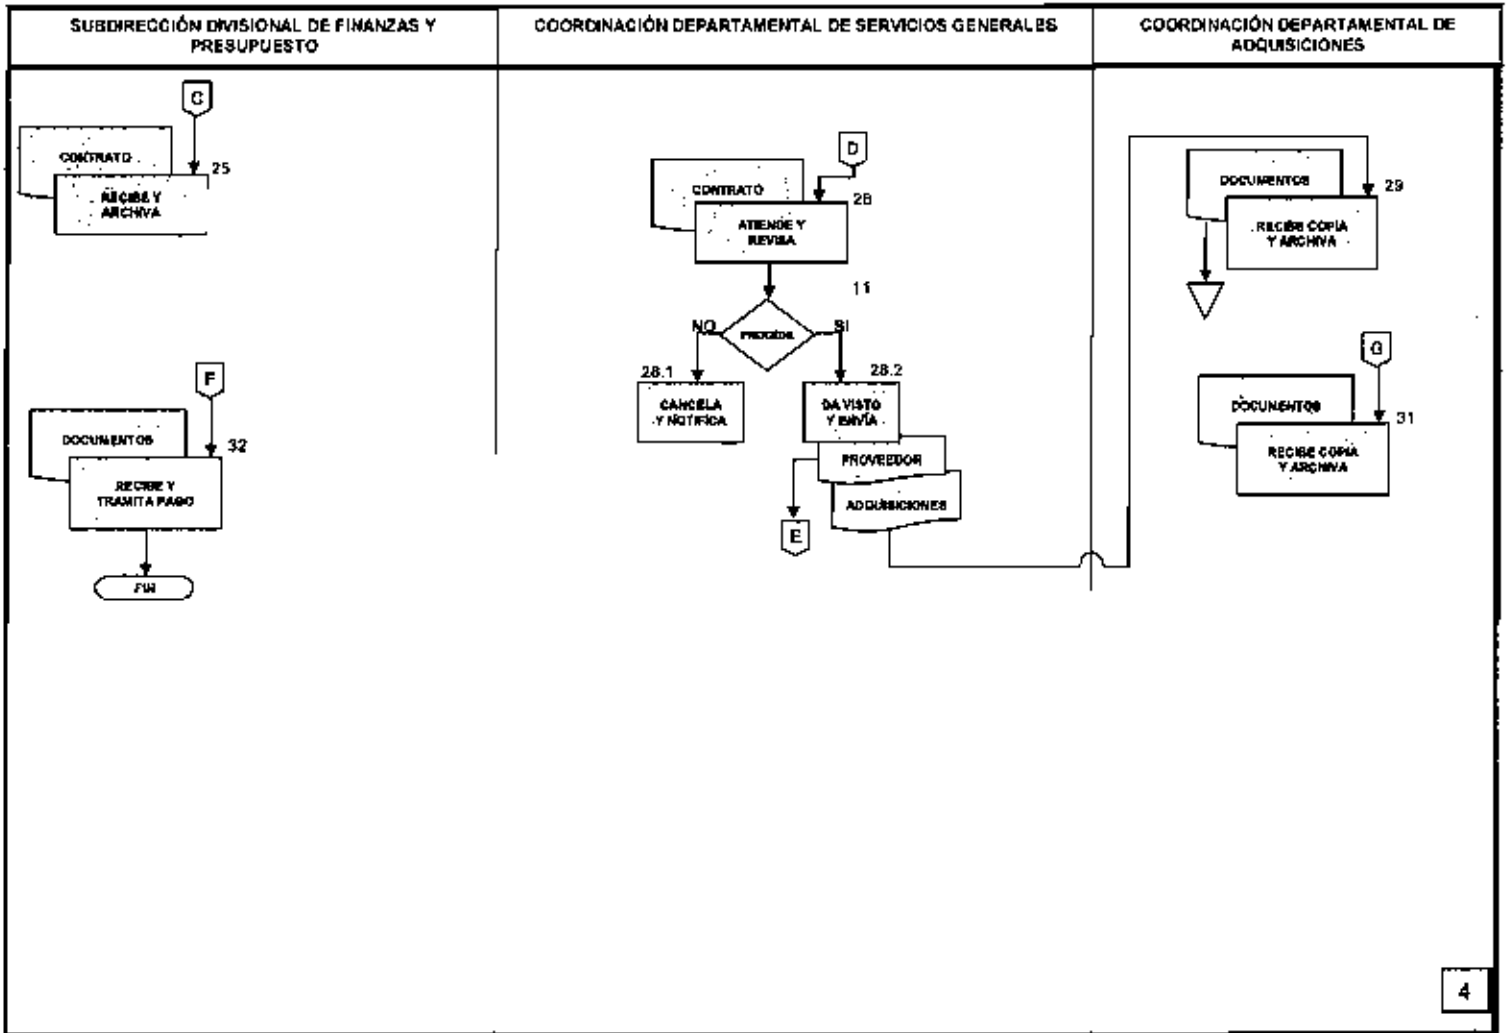 SUBDIRECCIÓN DIVISIONAL DE FINANZAS Y
PRESUPUESTO
COORDINACIÓN DEPARTAMENTAL DE SERVICIOS GENERALES
COORDINACIÓN DEPARTAMENTAL DE
ADQUISICIONES
C
CONTRATO
25
RECIBE Y
ARCHIVA
F
DOCUMENTOS
32
RECIBE Y
TRAMITA PAGO
FIN
D
CONTRATO
28
ATIENDE Y
REVISA
11
NO
PROCEDE
SI
28.1
CANCELA
Y NOTIFICA
28.2
DA VISTO
Y ENVÍA
PROVEEDOR
ADQUISICIONES
E
DOCUMENTOS
29
RECIBE COPIA
Y ARCHIVA
G
DOCUMENTOS
31
RECIBE COPIA
Y ARCHIVA
4